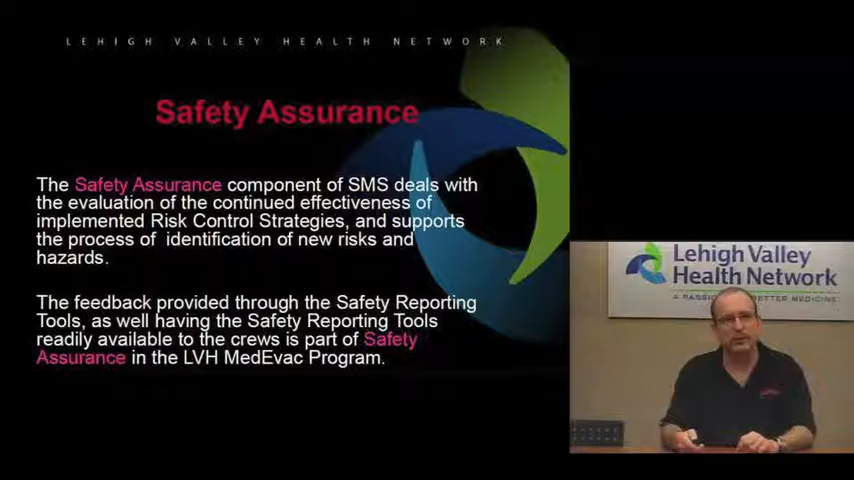 LEHIGH VALLEY HEALTH NETWORK
Safety Assurance
The Safety Assurance component of SMS deals with
the evaluation of the continued effectiveness of
implemented Risk Control Strategies, and supports
the process of identification of new risks and
hazards.
The feedback provided through the Safety Reporting
Tools, as well having the Safety Reporting Tools
readily available to the crews is part of Safety
Assurance in the LVH MedEvac Program.
Lehigh Valley
Health Network
A PASSION BETTER MEDICINE